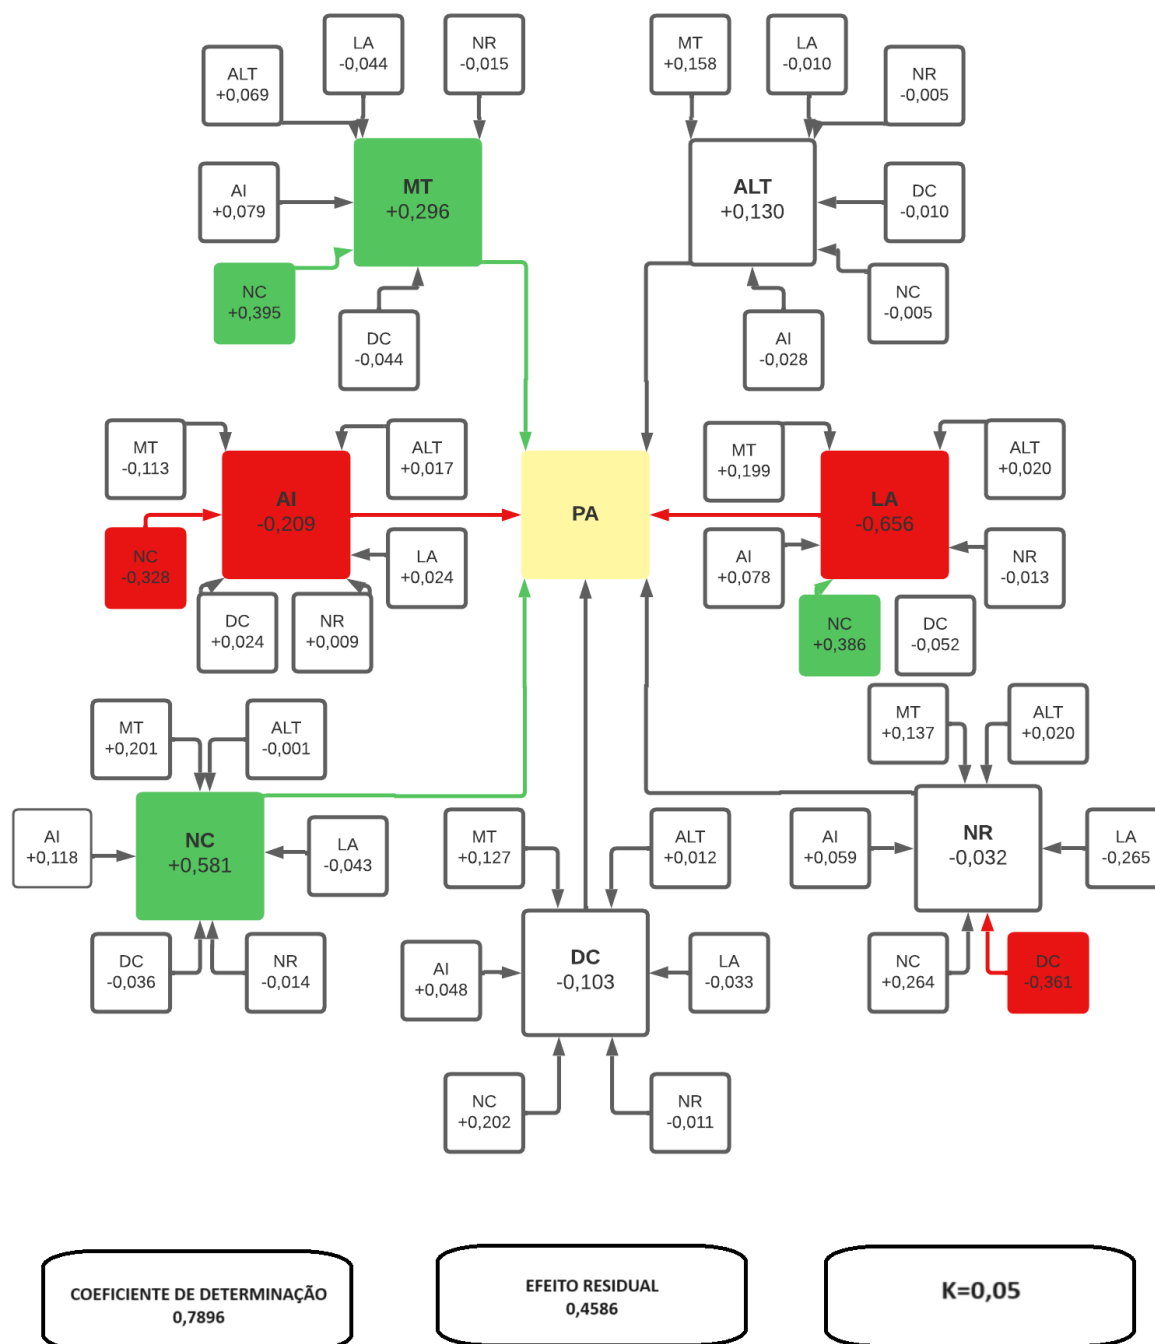 LA
-0,044
NR
-0,015
ALT
+0,069
AI
+0,079
MT
+0,296
NC
+0,395
DC
-0,044
MT
+0,158
LA
-0,010
NR
-0,005
ALT
+0,130
DC
-0,010
NC
-0,005
AI
-0,028
MT
-0,113
ALT
+0,017
AI
-0,209
NC
-0,328
LA
+0,024
DC
+0,024
NR
+0,009
PA
MT
+0,199
ALT
+0,020
LA
-0,656
AI
+0,078
NR
-0,013
NC
+0,386
DC
-0,052
MT
+0,201
ALT
-0,001
AI
+0,118
NC
+0,581
LA
-0,043
DC
-0,036
NR
-0,014
MT
+0,127
ALT
+0,012
AI
+0,048
DC
-0,103
LA
-0,033
NC
+0,202
NR
-0,011
MT
+0,137
ALT
+0,020
AI
+0,059
NR
-0,032
LA
-0,265
NC
+0,264
DC
-0,361
COEFICIENTE DE DETERMINAÇÃO
0,7896
EFEITO RESIDUAL
0,4586
K=0,05